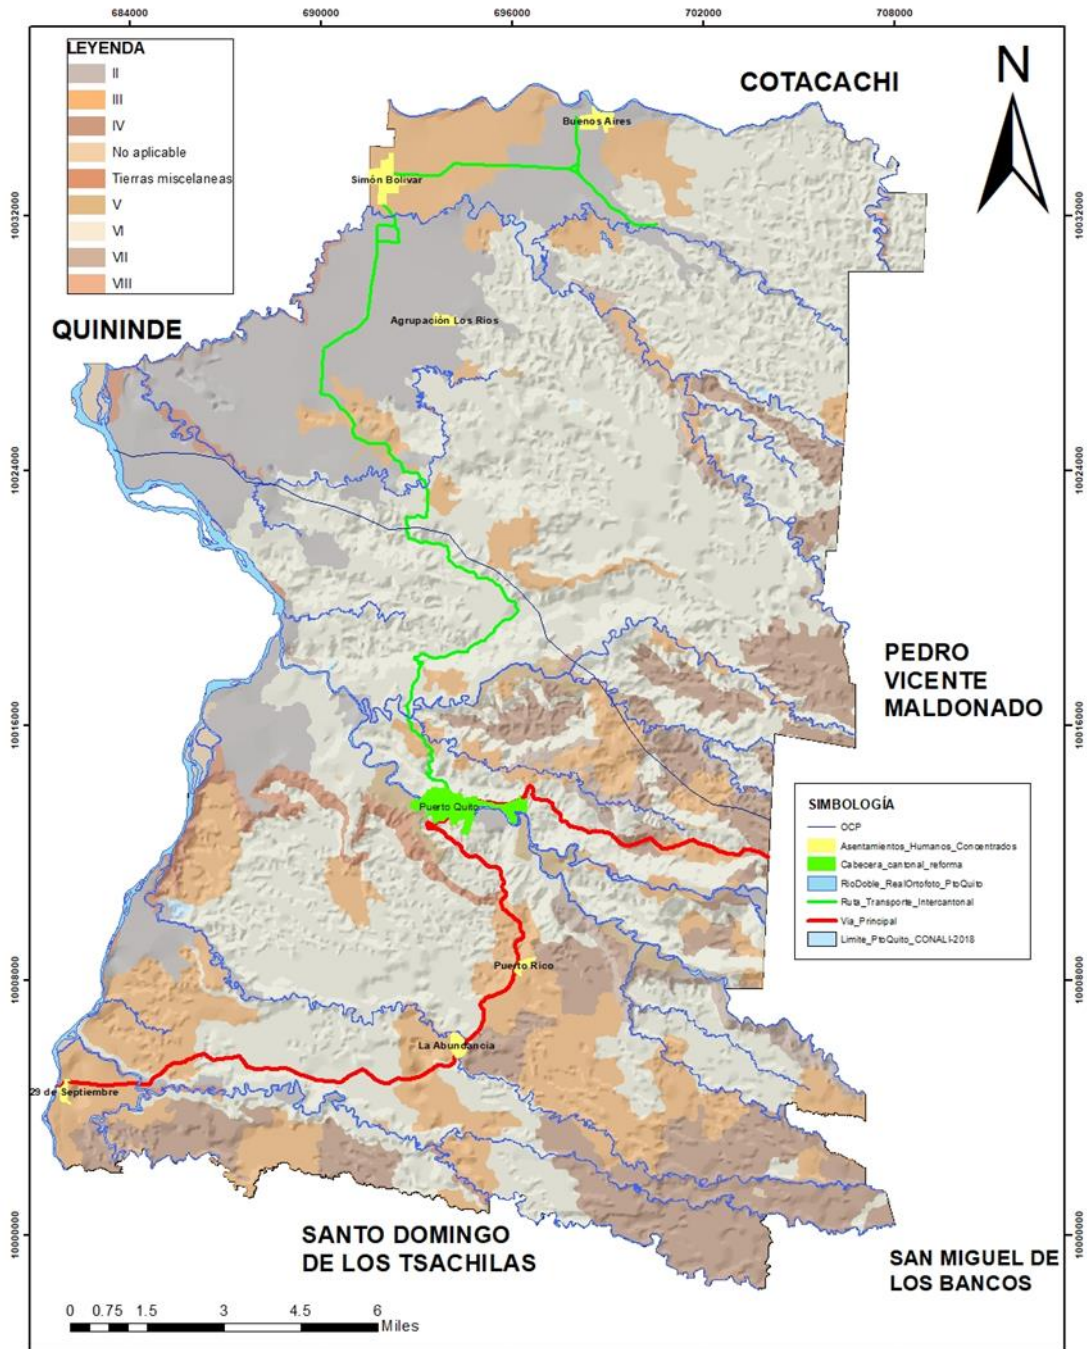 684000
690000
696000
702000
708000
LEYENDA
II
III
IV
No aplicable
Tierras miscelaneas
V
VI
VII
VIII
COTACACHI
N
Buenos Aires
Simón Bolívar
10032000
10032000
Agrupación Los Ríos
QUININDE
10024000
10024000
PEDRO
VICENTE
MALDONADO
10016000
10016000
Puerto Quito
SIMBOLOGÍA
OCP
Asentamientos_Humanos_Concentrados
Cabecera_cantonal_reforma
RioDoble_RealOrtofoto_PtoQuito
Ruta_Transporte_Intercantonal
Via_Principal
Limite_PtoQuito_CONALI-2018
Puerto Rico
10008000
10008000
La Abundancia
29 de Septiembre
SANTO DOMINGO
DE LOS TSACHILAS
SAN MIGUEL DE
LOS BANCOS
10000000
10000000
0 0.75 1.5 3 4.5 6
Miles